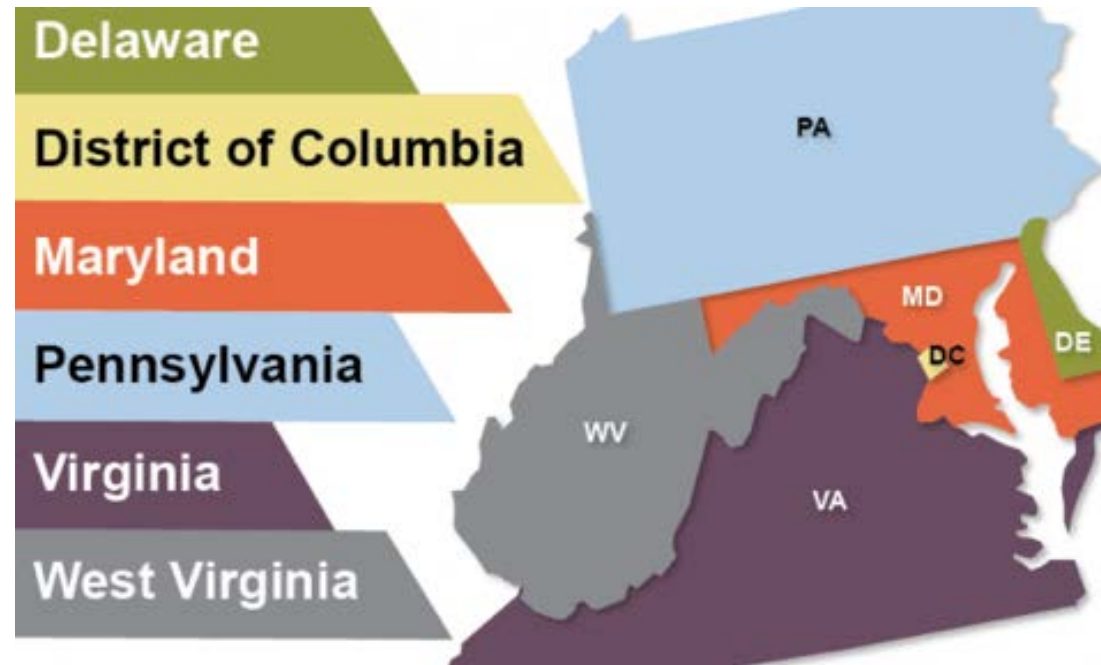 Delaware
District of Columbia
Maryland
Pennsylvania
Virginia
West Virginia
PA
MD
DC
DE
WV
VA